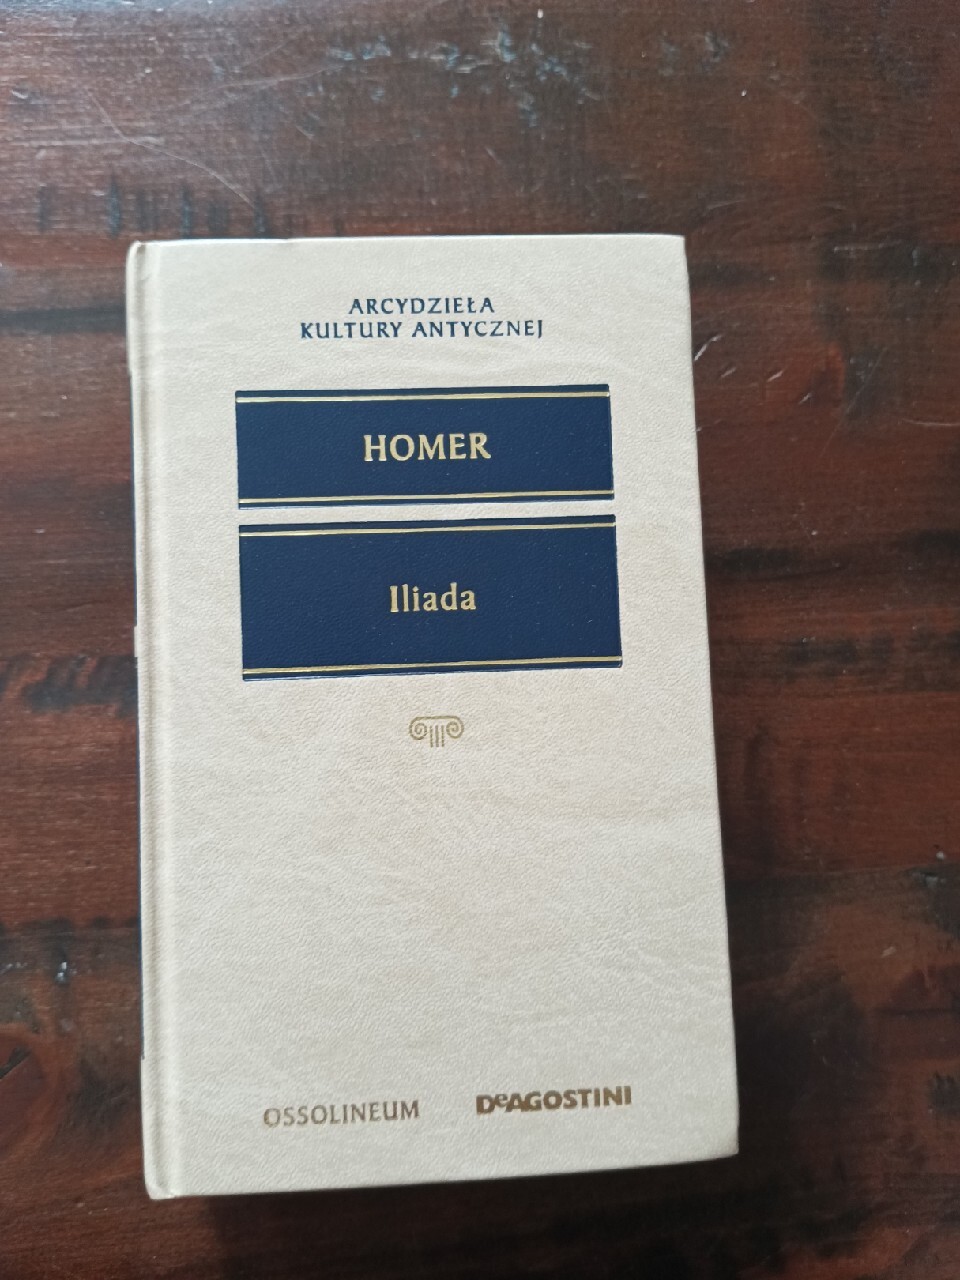 ARCYDZIEŁA
KULTURY ANTYCZNEJ
HOMER
Iliada
OSSOLINEUM DeAGOSTINI